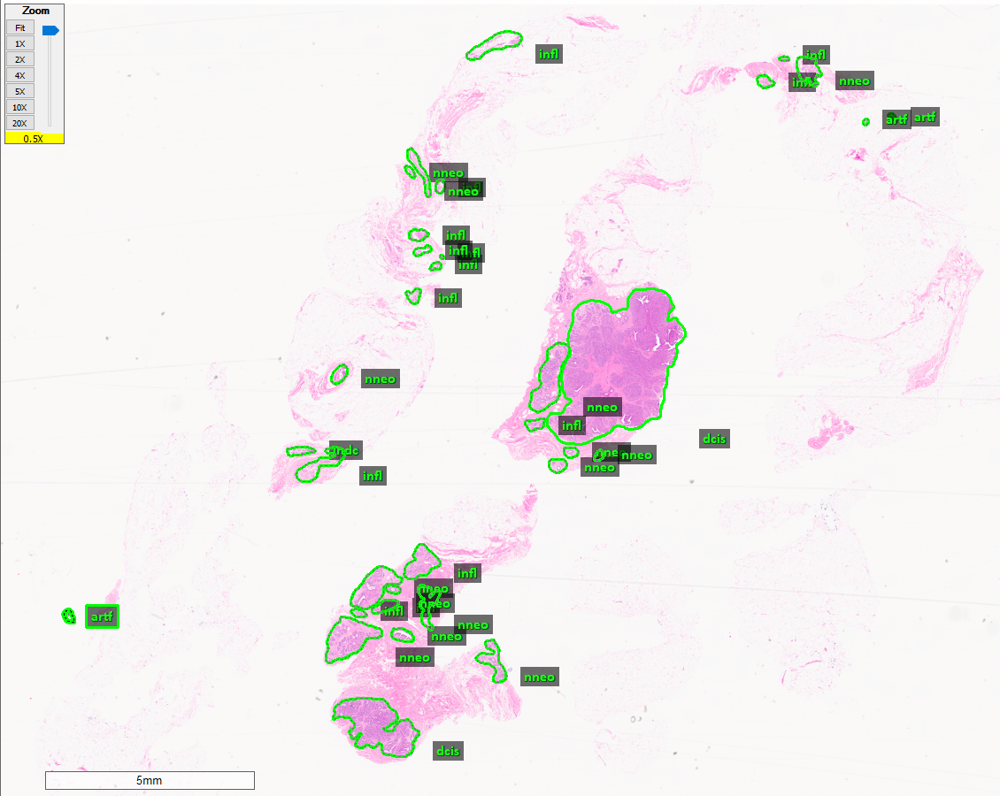 Zoom
Fit
1X
2X
4X
5X
10X
20X
0.5X
infl
infl
nneo
artf
artf
nneo
nneo
infl
infl
infl
infl
nneo
infl
nneo
infl
dcis
nneo
nneo
infl
nneo
nneo
infl
nneo
nneo
nneo
nneo
artf
dcis
5mm